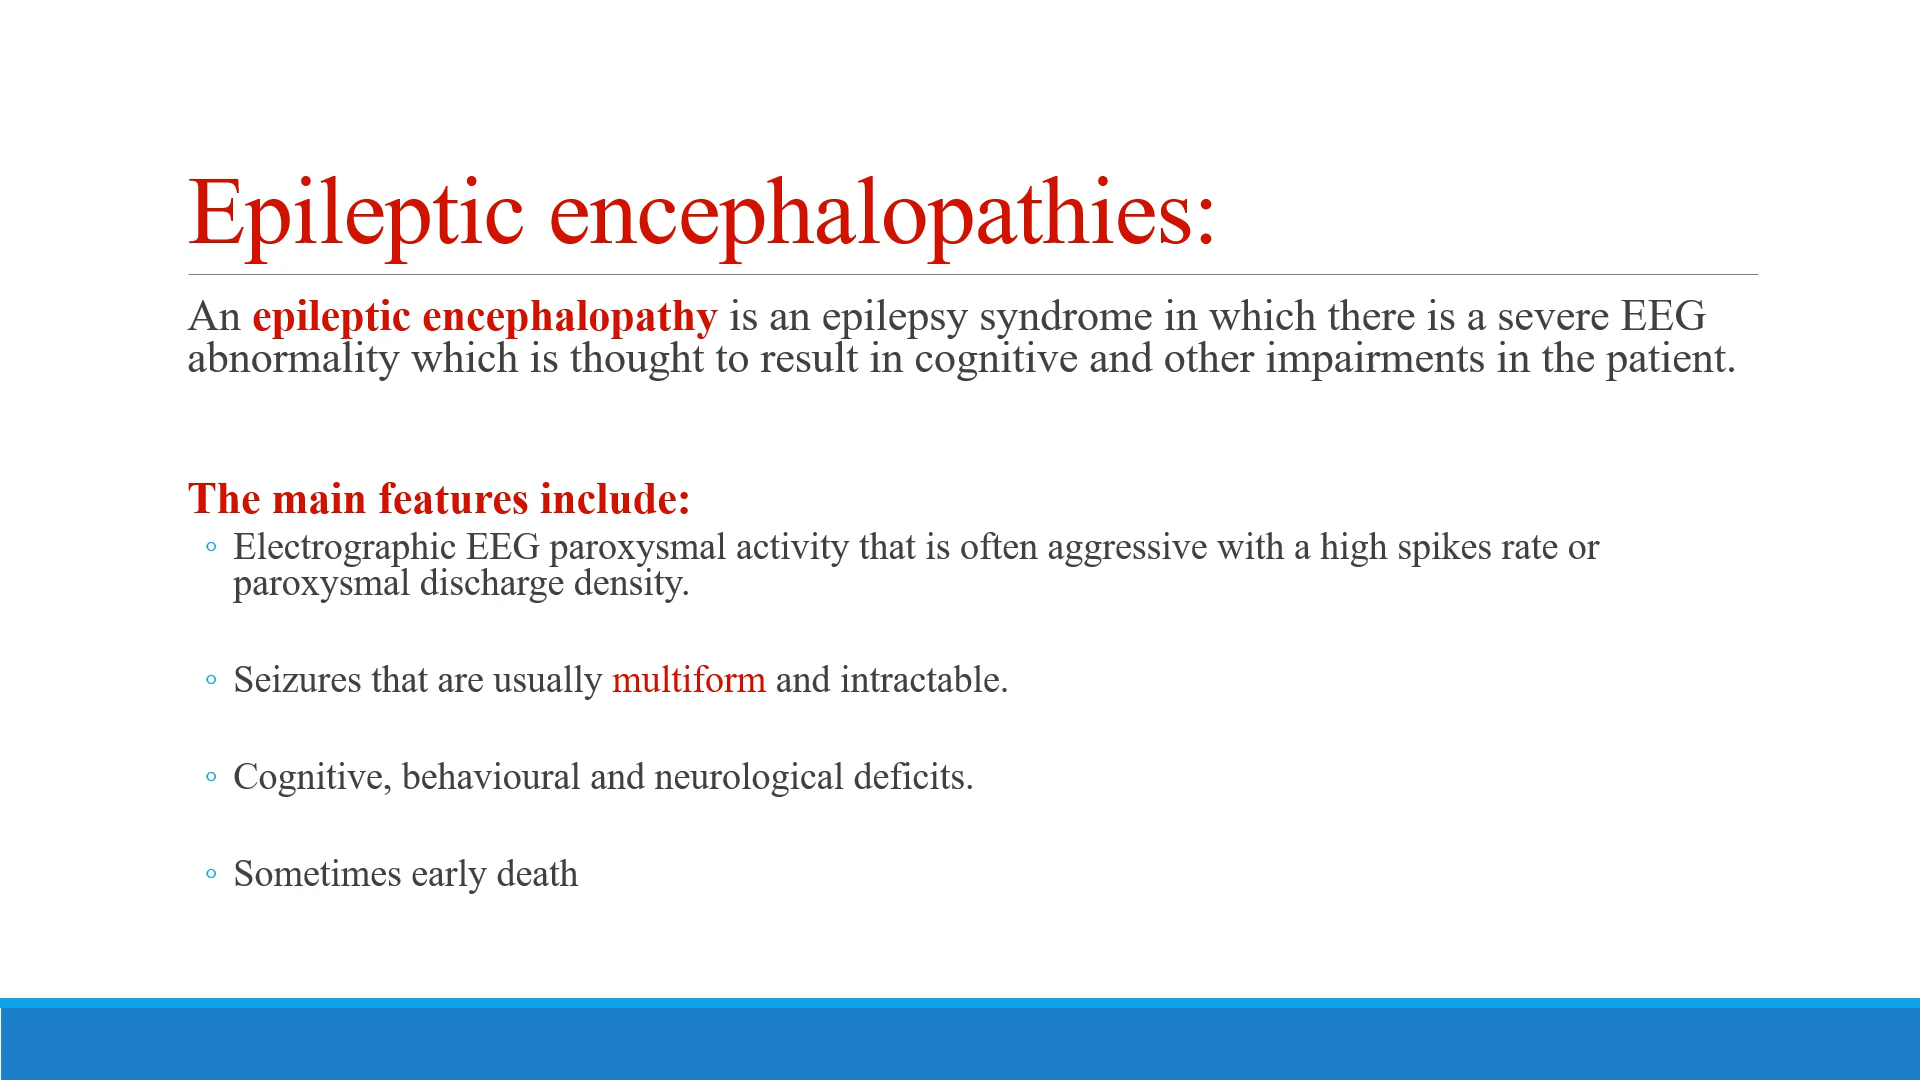 Epileptic encephalopathies:
An epileptic encephalopathy is an epilepsy syndrome in which there is a severe EEG
abnormality which is thought to result in cognitive and other impairments in the patient.
The main features include:
◦ Electrographic EEG paroxysmal activity that is often aggressive with a high spikes rate or
paroxysmal discharge density.
◦ Seizures that are usually multiform and intractable.
◦ Cognitive, behavioural and neurological deficits.
◦ Sometimes early death